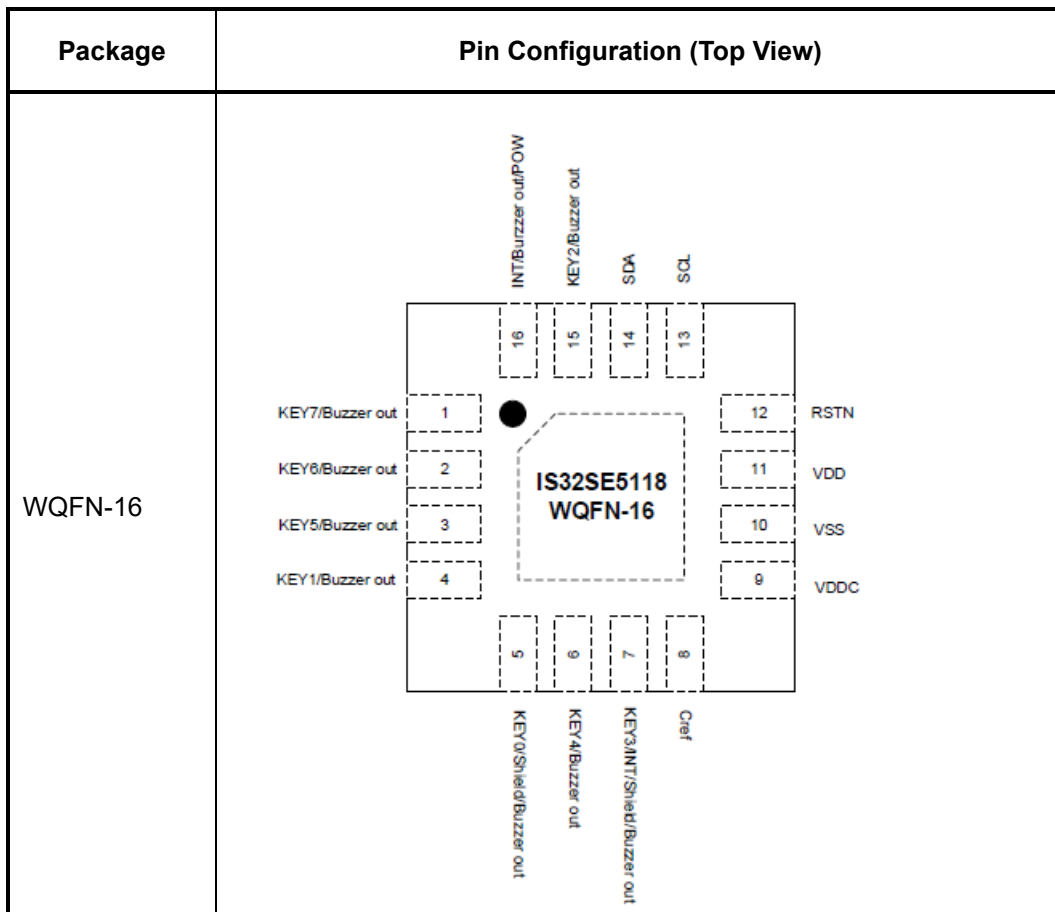 Package
Pin Configuration (Top View)
WQFN-16
INT/Burzzer out/POW
KEY2/Buzzer out
SDA
SCL
16
15
14
13
KEY7/Buzzer out
1
12
RSTN
KEY6/Buzzer out
2
11
VDD
KEY5/Buzzer out
3
10
VSS
KEY1/Buzzer out
4
9
VDDC
IS32SE5118
WQFN-16
5
6
7
8
KEY0/Shield/Buzzer out
KEY4/Buzzer out
KEY3/INT/Shield/Buzzer out
Cref